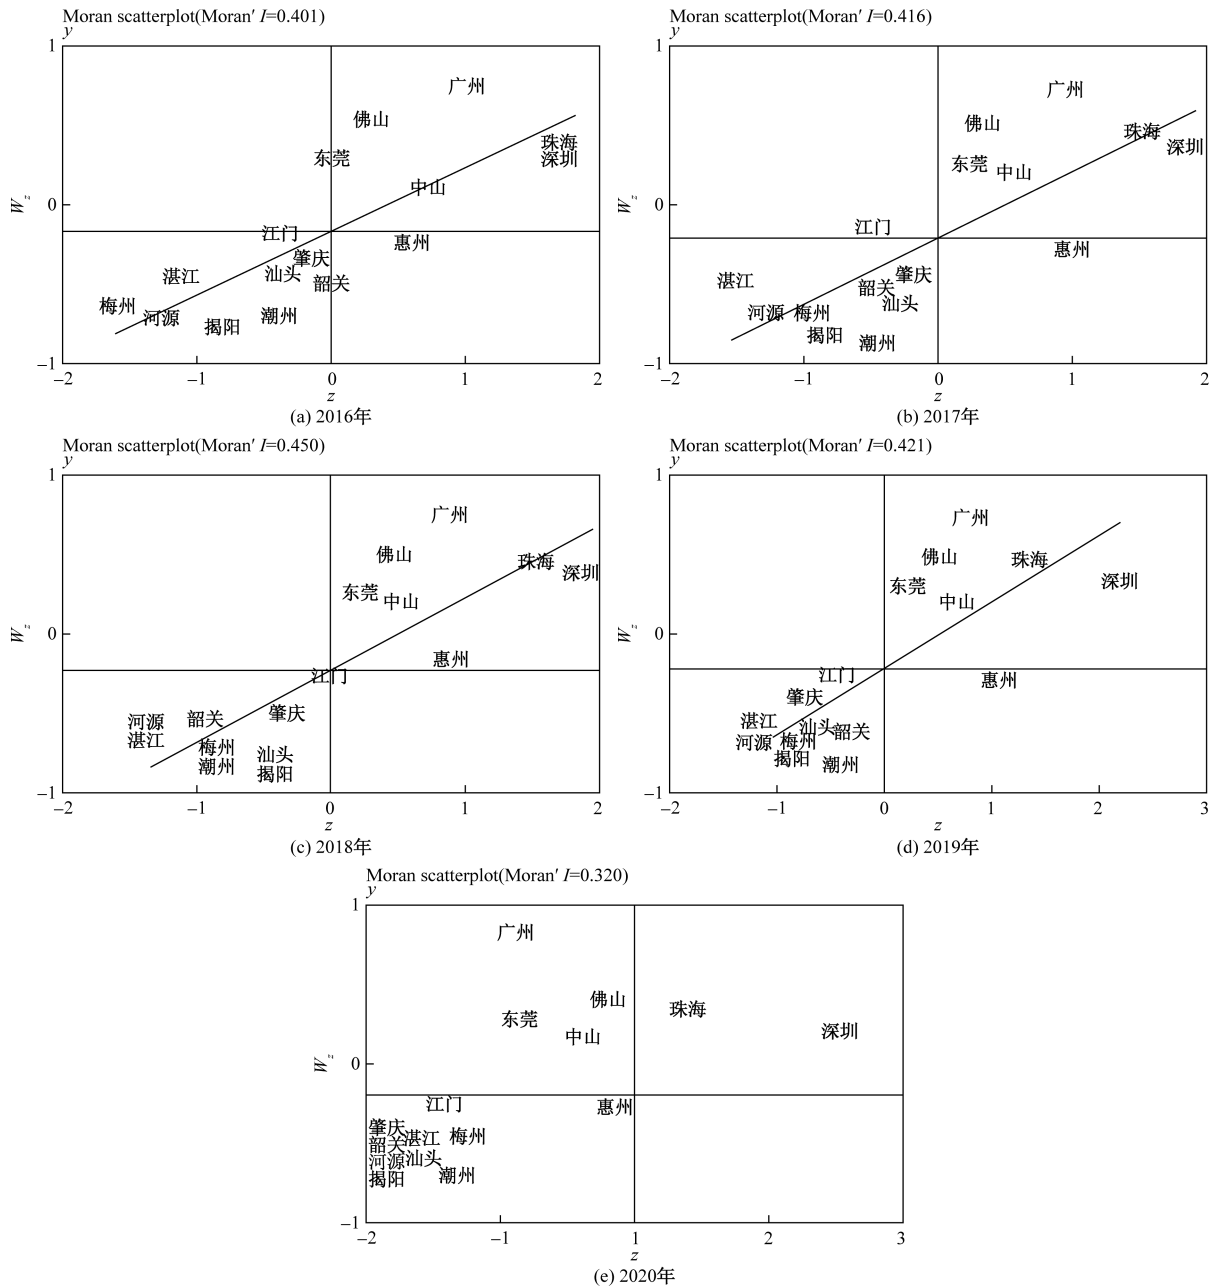 Moran scatterplot(Moran′ I=0.401)
y
1
广州
佛山
东莞
珠海
深圳
中山
W_z
0
江门
惠州
肇庆
汕头
湛江
韶关
梅州
河源
潮州
揭阳
−1
−2 −1 0 1 2
z
(a) 2016年
Moran scatterplot(Moran′ I=0.416)
y
1
广州
佛山
珠海
深圳
东莞
中山
W_z
0
江门
惠州
湛江
肇庆
韶关
汕头
河源 梅州
揭阳
潮州
−1
−2 −1 0 1 2
z
(b) 2017年
Moran scatterplot(Moran′ I=0.450)
y
1
广州
佛山
珠海
深圳
东莞
中山
W_z
0
惠州
江门
肇庆
河源 韶关
湛江
梅州
汕头
潮州
揭阳
−1
−2 −1 0 1 2
z
(c) 2018年
Moran scatterplot(Moran′ I=0.421)
y
1
广州
佛山
珠海
东莞
深圳
中山
W_z
0
江门
惠州
肇庆
湛江
汕头
韶关
河源 梅州
揭阳
潮州
−1
−2 −1 0 1 2 3
z
(d) 2019年
Moran scatterplot(Moran′ I=0.320)
y
1
广州
佛山
珠海
东莞
深圳
中山
W_z
0
江门
惠州
肇庆
湛江 梅州
韶关
河源 汕头
潮州
揭阳
−1
−2 −1 1 2 3
z
(e) 2020年